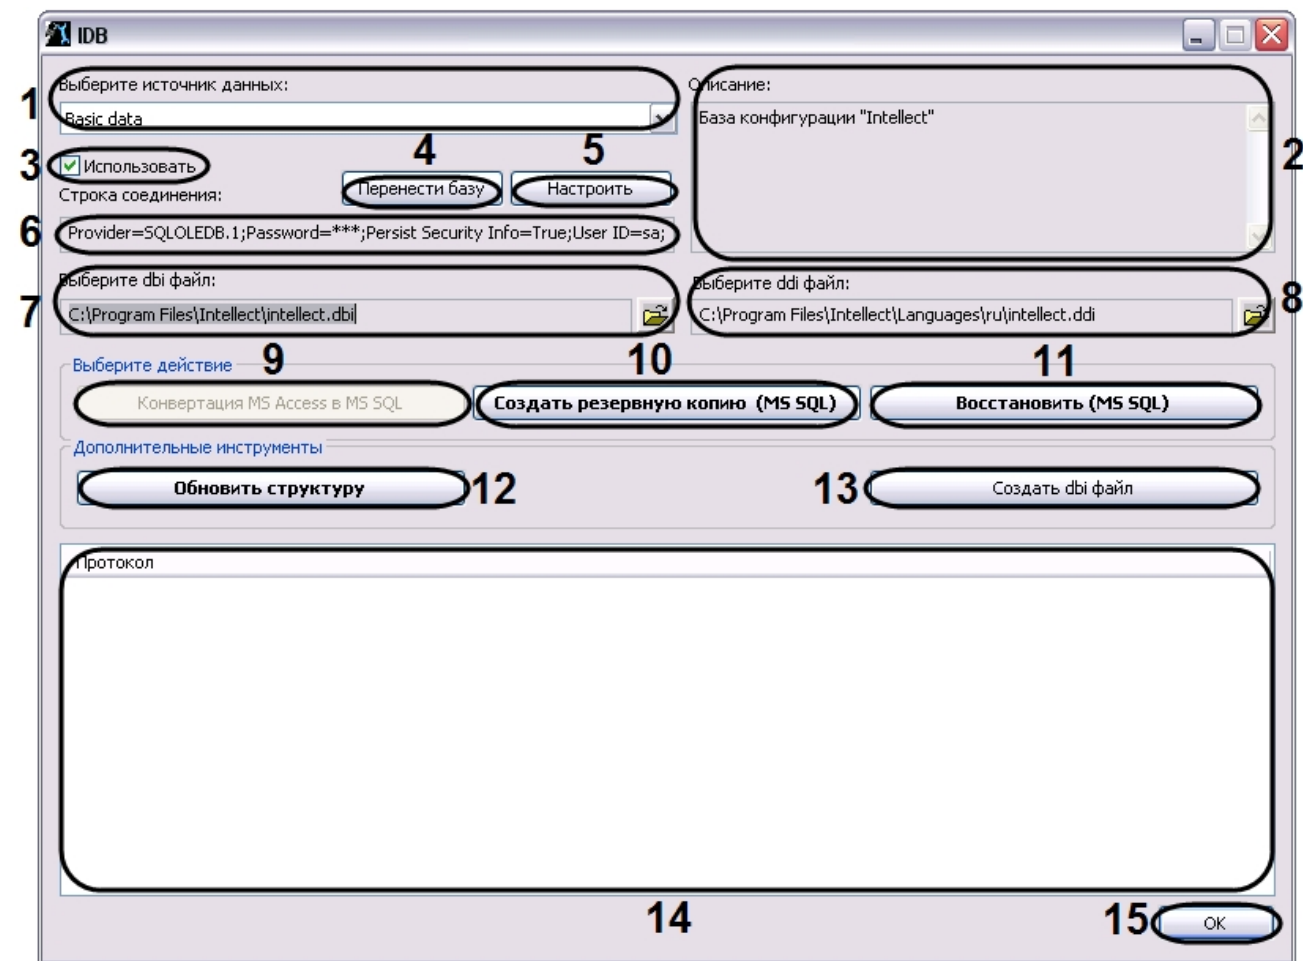 IDB
Выберите источник данных:
Описание:
1
Basic data
База конфигурации "Intellect"
2
3
Использовать
4
5
Перенести базу
Настроить
Строка соединения:
6
Provider=SQLOLEDB.1;Password=***;Persist Security Info=True;User ID=sa;
Выберите dbi файл:
Выберите ddi файл:
7
C:\Program Files\Intellect\intellect.dbi
C:\Program Files\Intellect\Languages\ru\intellect.ddi
8
Выберите действие
9
10
11
Конвертация MS Access в MS SQL
Создать резервную копию (MS SQL)
Восстановить (MS SQL)
Дополнительные инструменты
Обновить структуру
12
13
Создать dbi файл
Протокол
14
15
OK